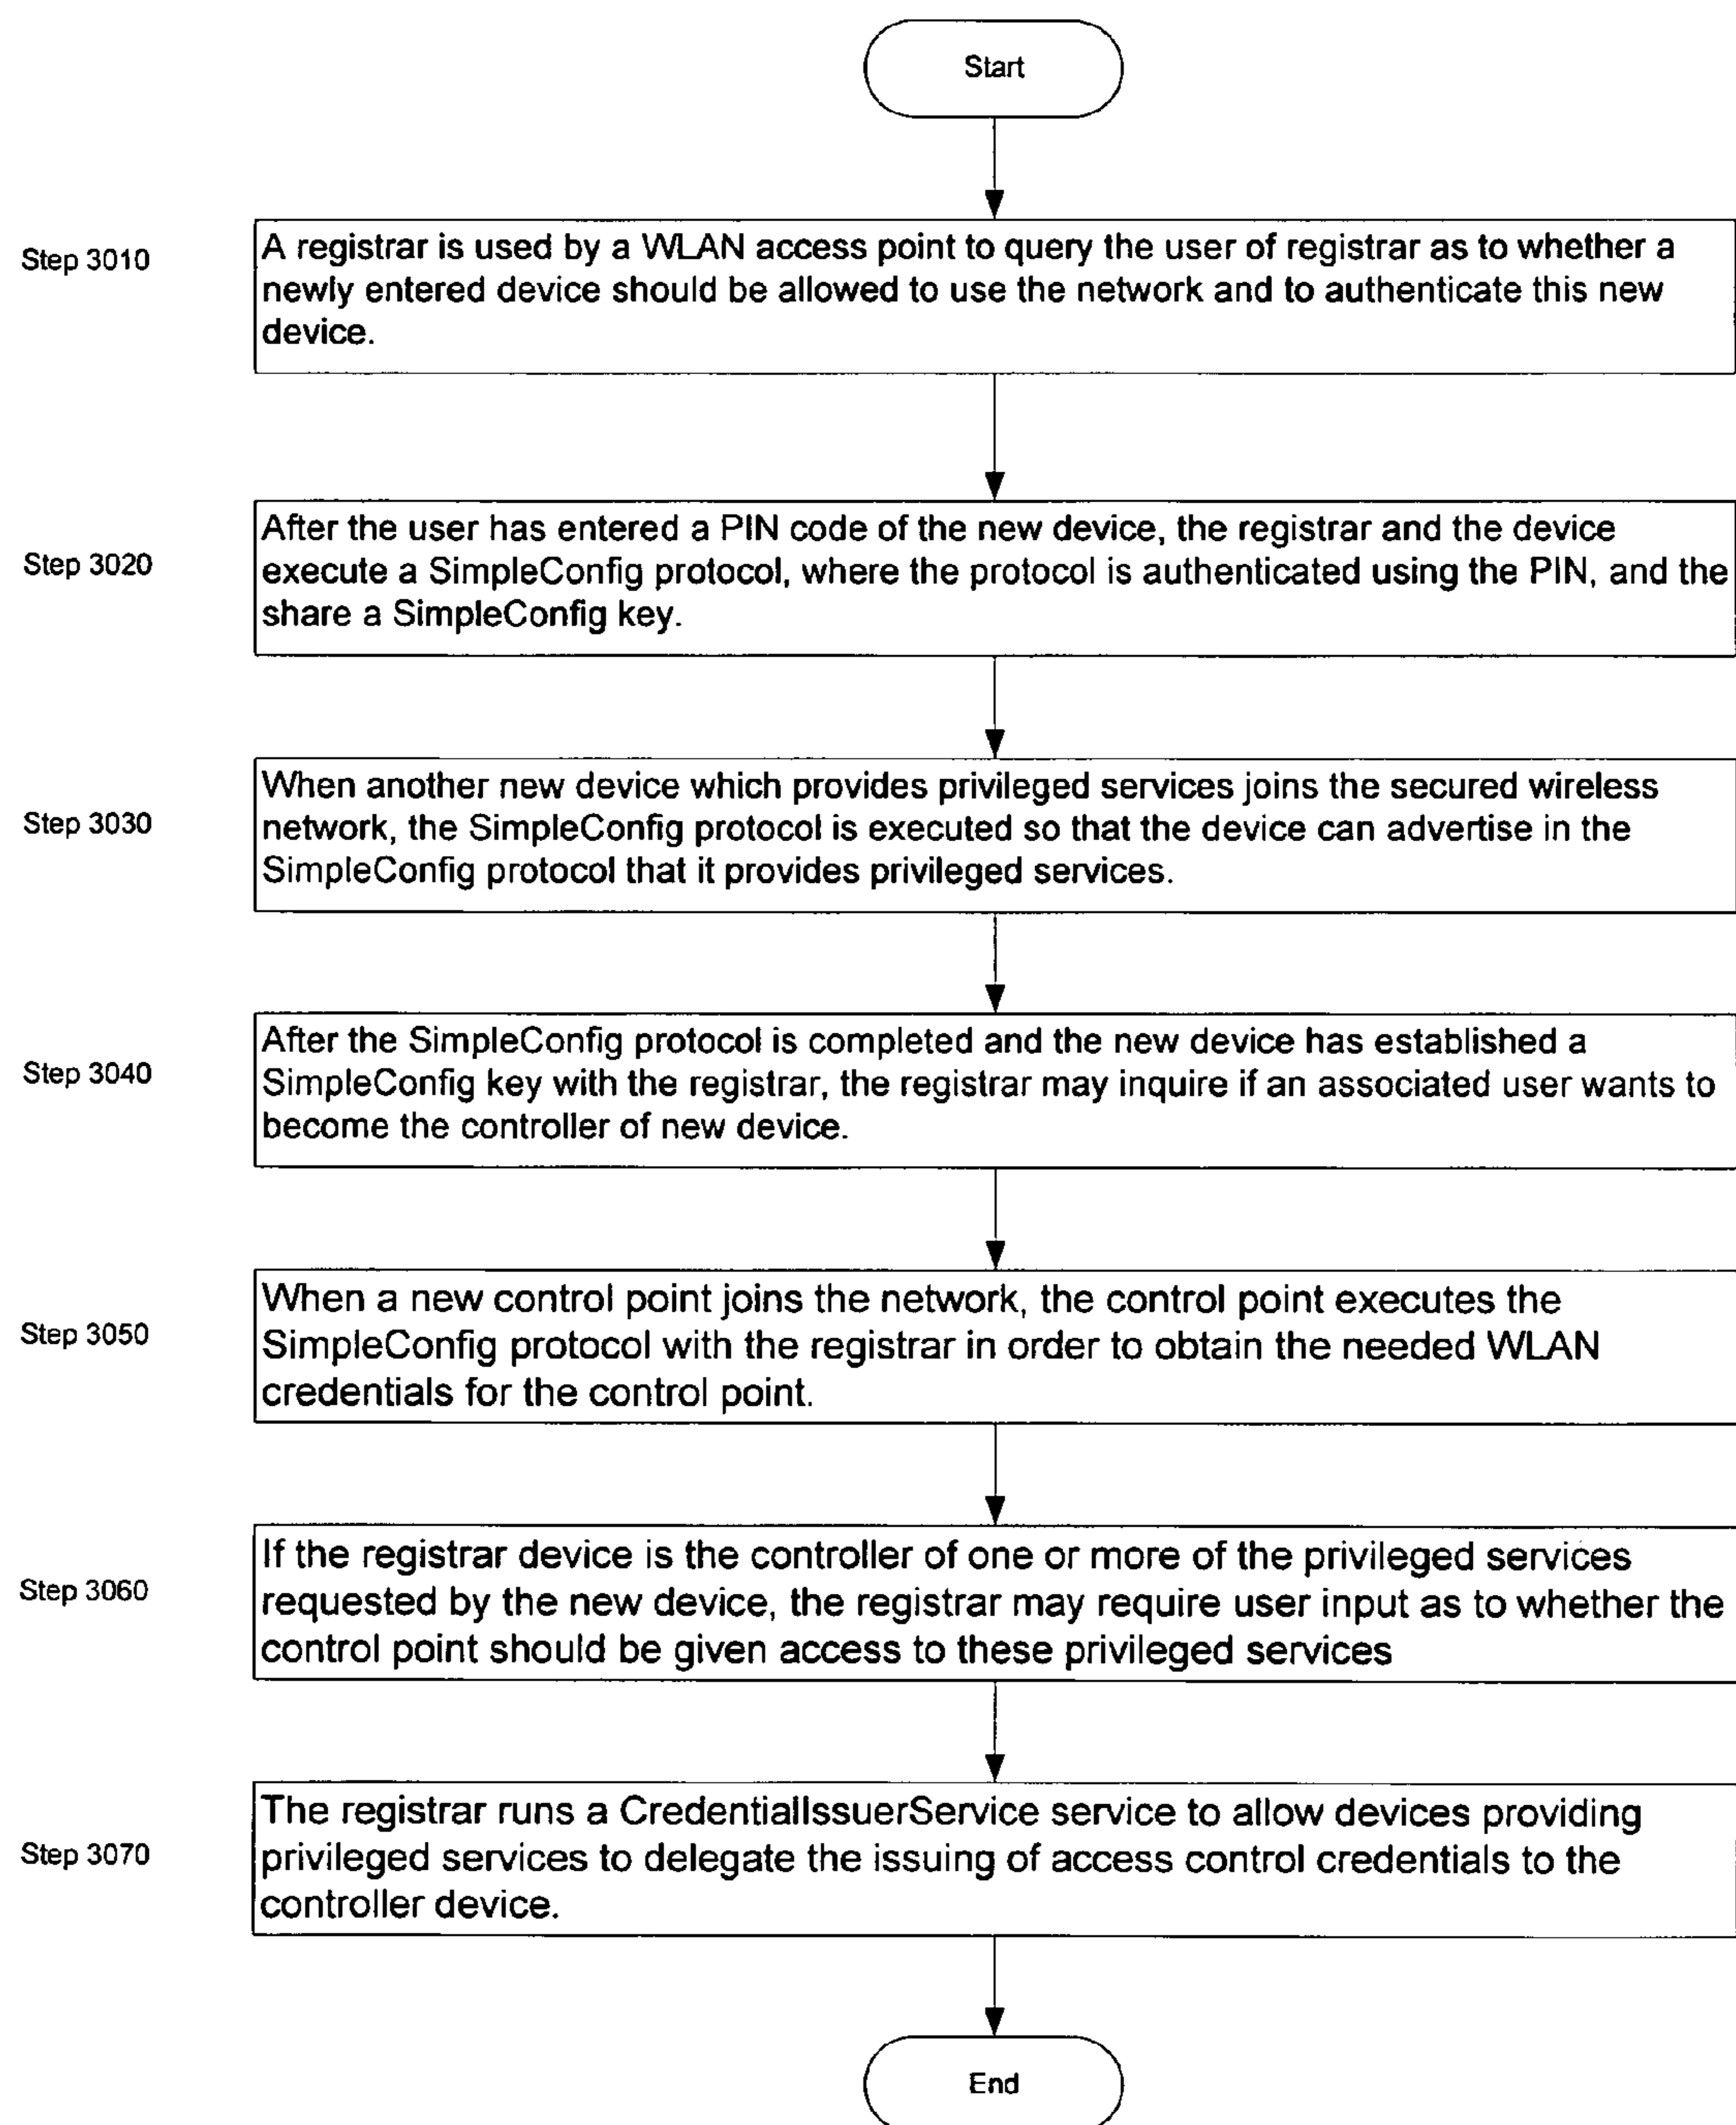 Start
Step 3010
A registrar is used by a WLAN access point to query the user of registrar as to whether a
newly entered device should be allowed to use the network and to authenticate this new
device.
Step 3020
After the user has entered a PIN code of the new device, the registrar and the device
execute a SimpleConfig protocol, where the protocol is authenticated using the PIN, and the
share a SimpleConfig key.
Step 3030
When another new device which provides privileged services joins the secured wireless
network, the SimpleConfig protocol is executed so that the device can advertise in the
SimpleConfig protocol that it provides privileged services.
Step 3040
After the SimpleConfig protocol is completed and the new device has established a
SimpleConfig key with the registrar, the registrar may inquire if an associated user wants to
become the controller of new device.
Step 3050
When a new control point joins the network, the control point executes the
SimpleConfig protocol with the registrar in order to obtain the needed WLAN
credentials for the control point.
Step 3060
If the registrar device is the controller of one or more of the privileged services
requested by the new device, the registrar may require user input as to whether the
control point should be given access to these privileged services
Step 3070
The registrar runs a CredentialIssuerService service to allow devices providing
privileged services to delegate the issuing of access control credentials to the
controller device.
End